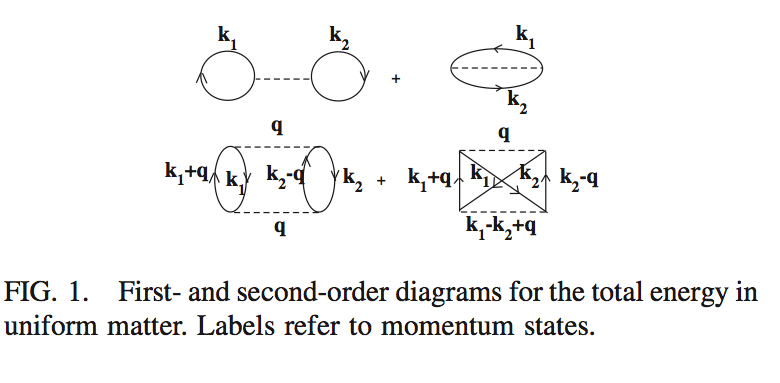 k₁ k₂ + k₁
k₂
q q
k₁+q k₁ k₂-q k₂ + k₁+q k₁ k₂ k₂-q
q k₁-k₂+q
FIG. 1. First- and second-order diagrams for the total energy in
uniform matter. Labels refer to momentum states.